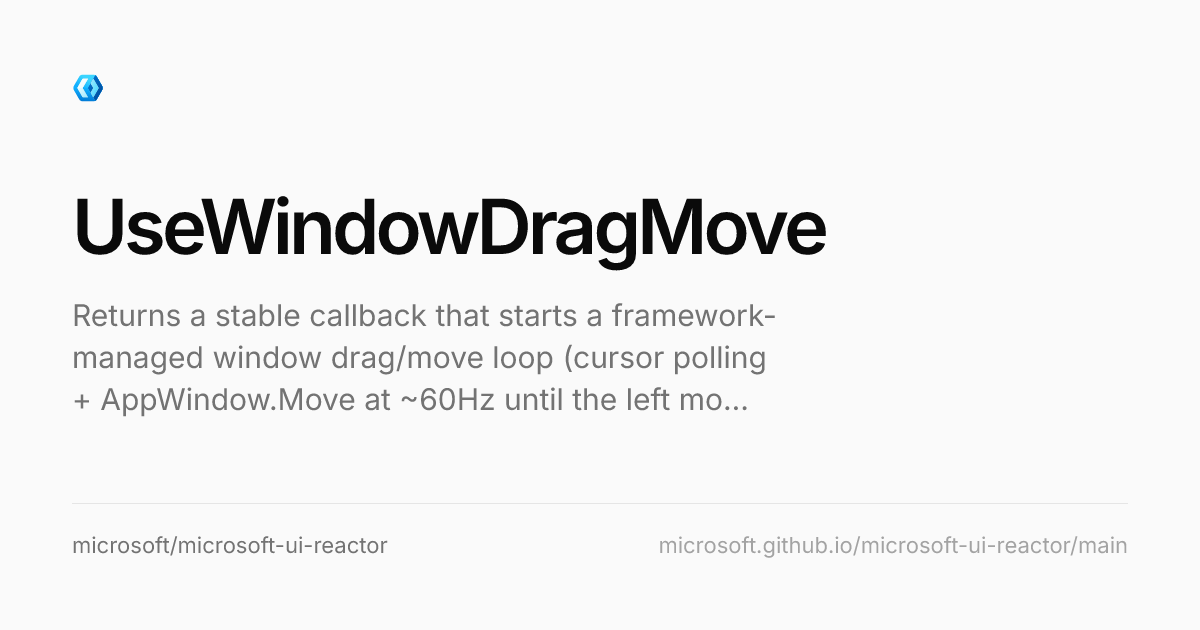 UseWindowDragMove
Returns a stable callback that starts a framework-
managed window drag/move loop (cursor polling
+ AppWindow.Move at ~60Hz until the left mo...
microsoft/microsoft-ui-reactor
microsoft.github.io/microsoft-ui-reactor/main